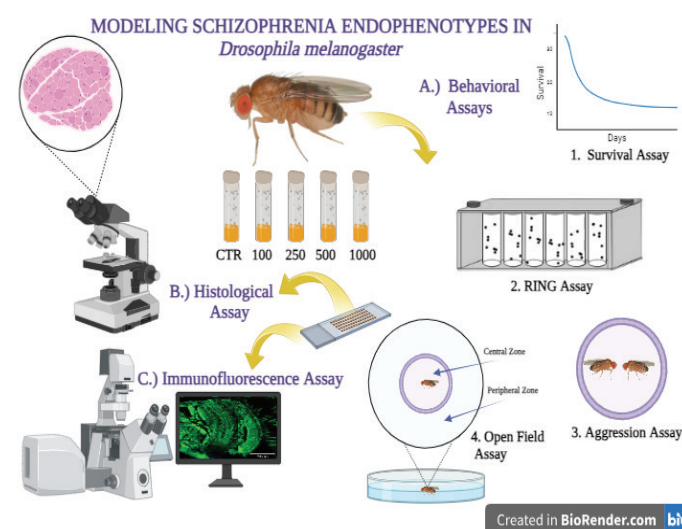 MODELING SCHIZOPHRENIA ENDOPHENOTYPES IN
Drosophila melanogaster
A.) Behavioral
Assays
Survival
Days
1. Survival Assay
CTR 100 250 500 1000
2. RING Assay
B.) Histological
Assay
C.) Immunofluorescence Assay
Central Zone
Peripheral Zone
3. Aggression Assay
4. Open Field
Assay
Created in BioRender.com